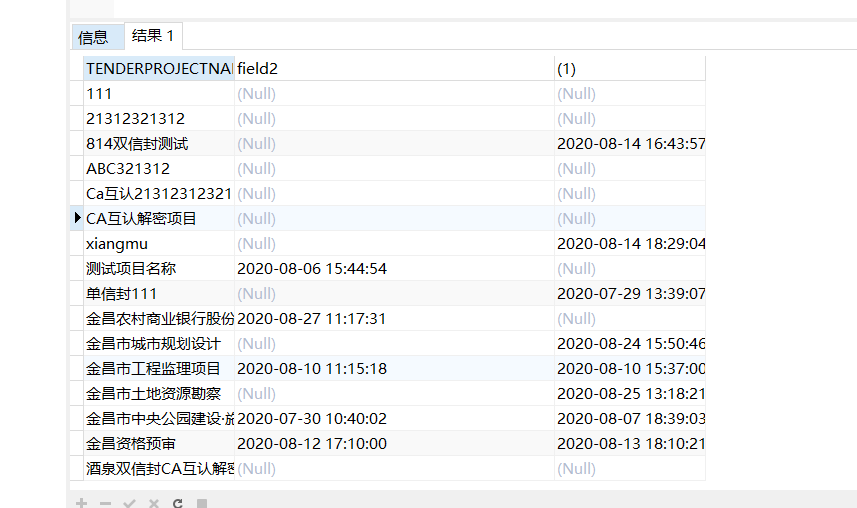 信息 结果 1
TENDERPROJECTNAI field2 (1)
111 (Null) (Null)
21312321312 (Null) (Null)
814双信封测试 (Null) 2020-08-14 16:43:57
ABC321312 (Null) (Null)
Ca互认21312312321 (Null) (Null)
CA互认解密项目 (Null) (Null)
xiangmu (Null) 2020-08-14 18:29:04
测试项目名称 2020-08-06 15:44:54 (Null)
单信封111 (Null) 2020-07-29 13:39:07
金昌农村商业银行股份 2020-08-27 11:17:31 (Null)
金昌市城市规划设计 (Null) 2020-08-24 15:50:46
金昌市工程监理项目 2020-08-10 11:15:18 2020-08-10 15:37:00
金昌市土地资源勘察 (Null) 2020-08-25 13:18:21
金昌市中央公园建设·施 2020-07-30 10:40:02 2020-08-07 18:39:03
金昌资格预审 2020-08-12 17:10:00 2020-08-13 18:10:21
酒泉双信封CA互认解密 (Null) (Null)